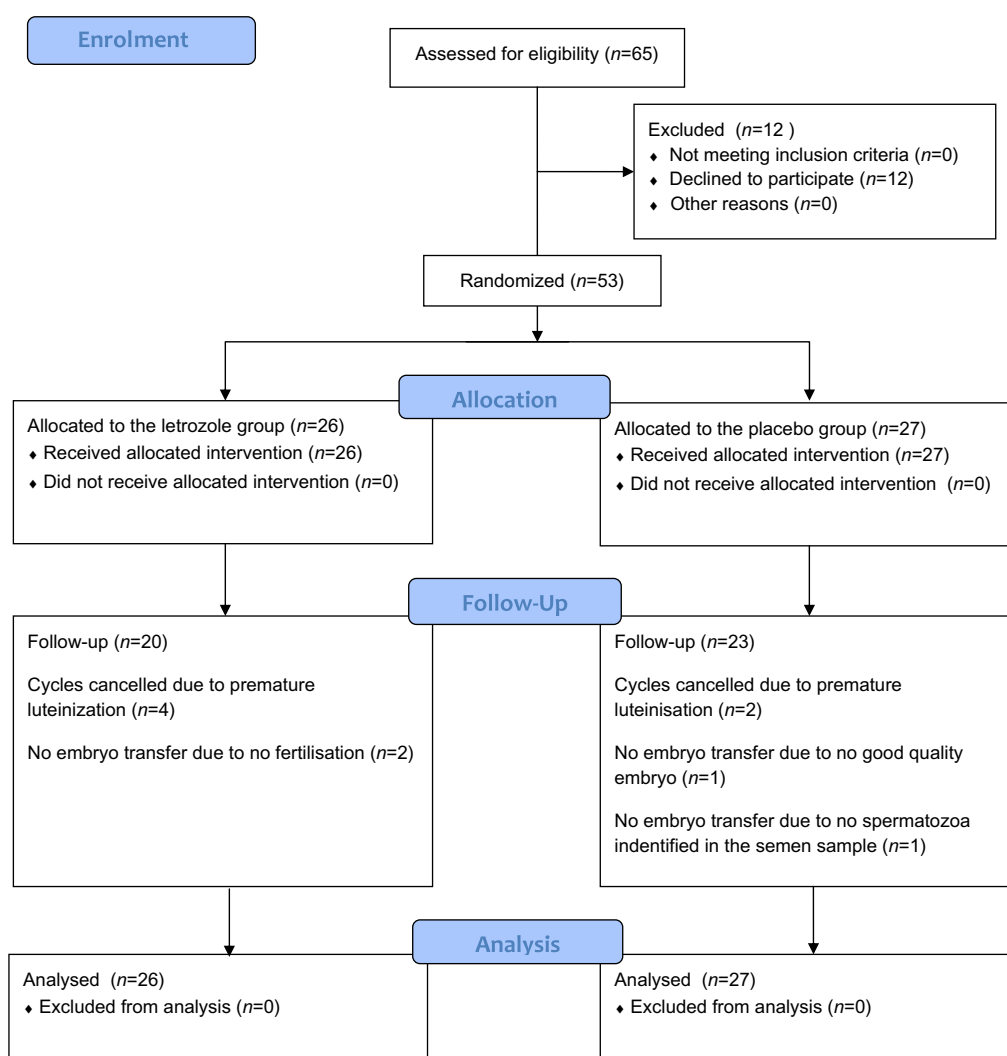 Enrolment
Assessed for eligibility (n=65)
Excluded (n=12 )
♦ Not meeting inclusion criteria (n=0)
♦ Declined to participate (n=12)
♦ Other reasons (n=0)
Randomized (n=53)
Allocation
Allocated to the letrozole group (n=26)
♦ Received allocated intervention (n=26)
♦ Did not receive allocated intervention (n=0)
Allocated to the placebo group (n=27)
♦ Received allocated intervention (n=27)
♦ Did not receive allocated intervention (n=0)
Follow-Up
Follow-up (n=20)
Cycles cancelled due to premature
luteinization (n=4)
No embryo transfer due to no fertilisation (n=2)
Follow-up (n=23)
Cycles cancelled due to premature
luteinisation (n=2)
No embryo transfer due to no good quality
embryo (n=1)
No embryo transfer due to no spermatozoa
indentified in the semen sample (n=1)
Analysis
Analysed (n=26)
♦ Excluded from analysis (n=0)
Analysed (n=27)
♦ Excluded from analysis (n=0)